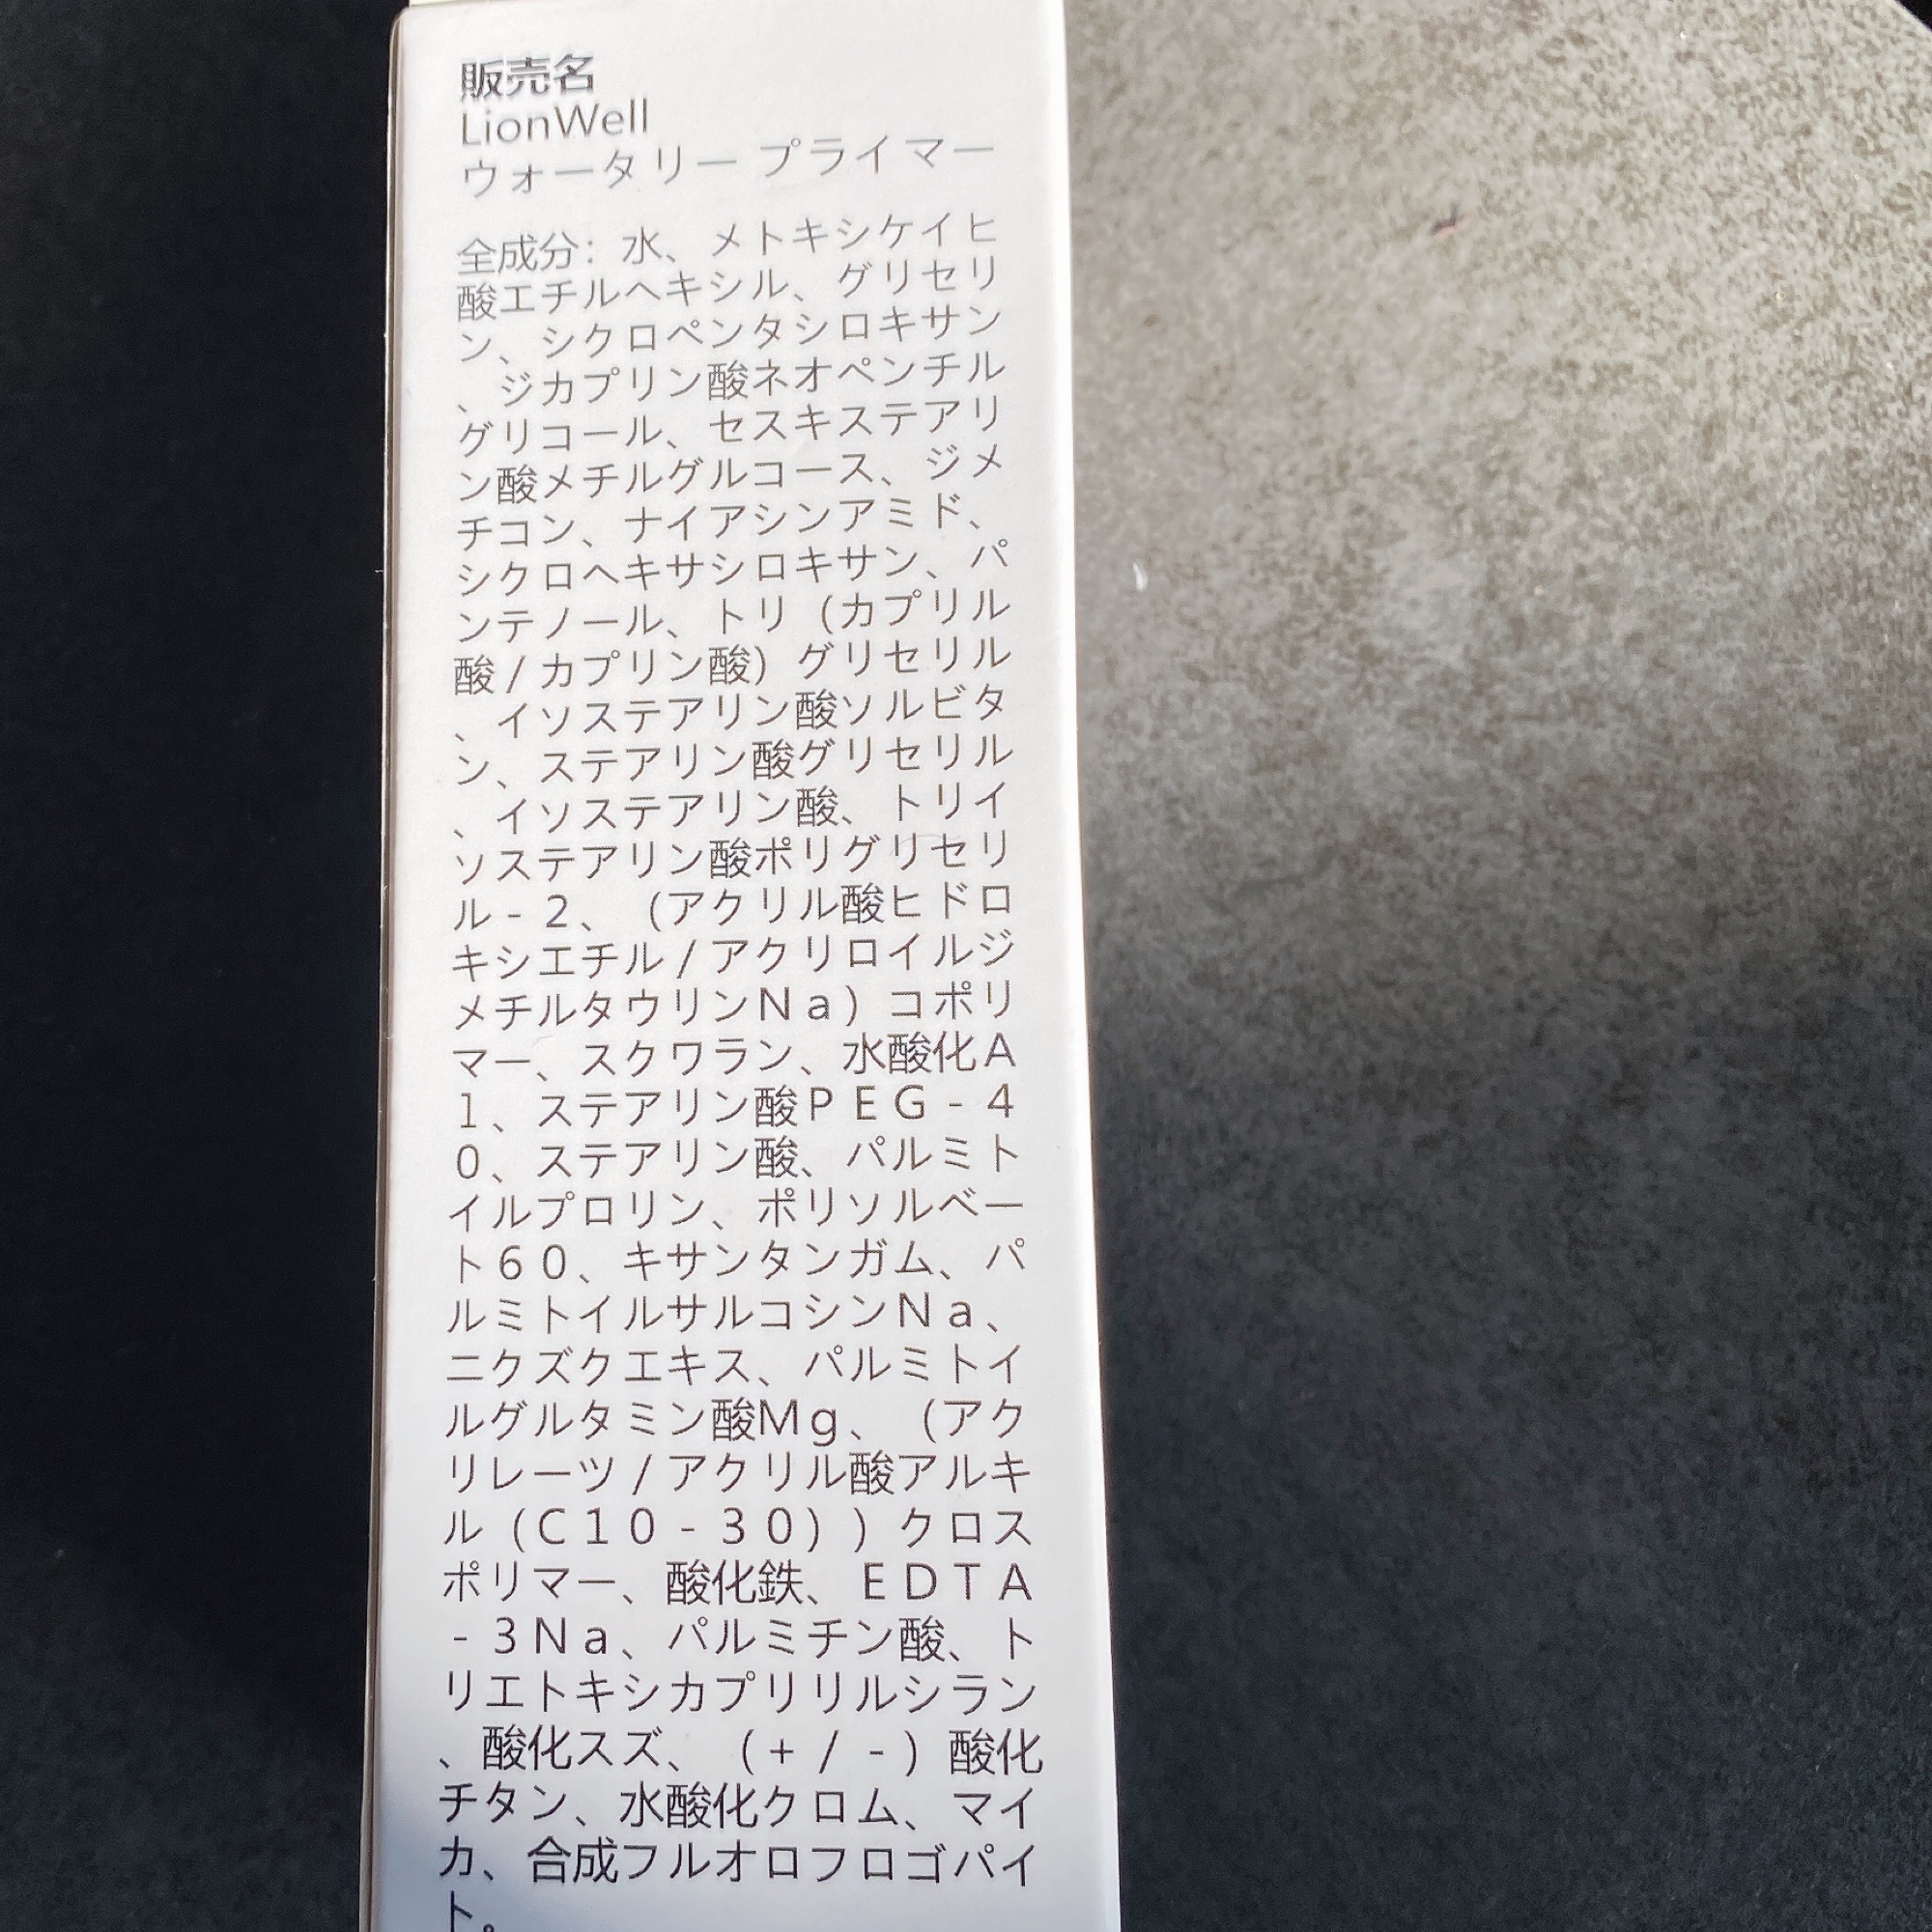 販売名
LionWell
ウォータリー プライマー
全成分：水、メトキシケイヒ
酸エチルヘキシル、グリセリ
ン、シクロペンタシロキサン
、ジカプリン酸ネオペンチル
グリコール、セスキステアリ
ン酸メチルグルコース、ジメ
チコン、ナイアシンアミド、
シクロヘキサシロキサン、パ
ンテノール、トリ（カプリル
酸/カプリン酸）グリセリル
、イソステアリン酸ソルビタ
ン、ステアリン酸グリセリル
、イソステアリン酸、トリイ
ソステアリン酸ポリグリセリ
ル-2、（アクリル酸ヒドロ
キシエチル/アクリロイルジ
メチルタウリンNa）コポリ
マー、スクワラン、水酸化A
l、ステアリン酸PEG-4
0、ステアリン酸、パルミト
イルプロリン、ポリソルベー
ト60、キサンタンガム、パ
ルミトイルサルコシンNa、
ニクズクエキス、パルミトイ
ルグルタミン酸Mg、（アク
リレーツ/アクリル酸アルキ
ル（C10-30））クロス
ポリマー、酸化鉄、EDTA
-3Na、パルミチン酸、ト
リエトキシカプリリルシラン
、酸化スズ、（+/-）酸化
チタン、水酸化クロム、マイ
カ、合成フルオロフロゴパイ
ト。